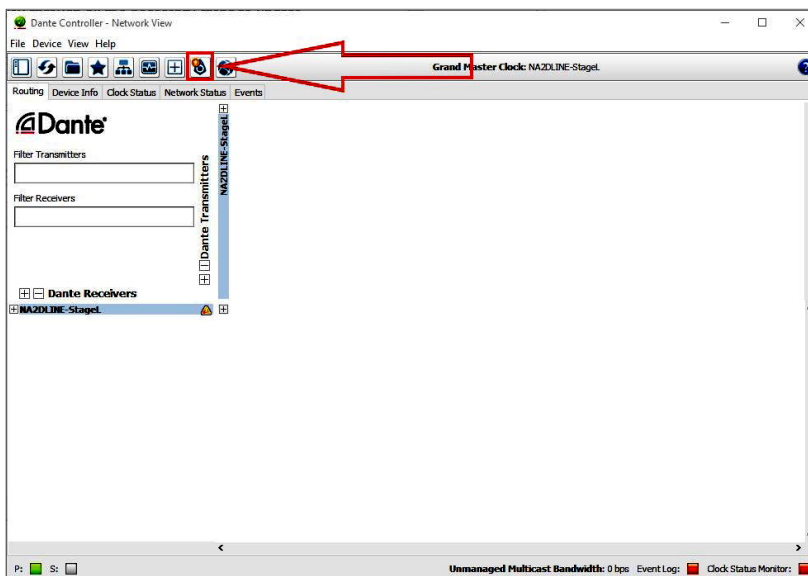 Dante Controller - Network View
File Device View Help
Grand Master Clock: NA2DLINE-StageL
Routing Device Info Clock Status Network Status Events
Dante
Filter Transmitters
Filter Receivers
Dante Transmitters
NA2DLINE-StageL
Dante Receivers
NA2DLINE-StageL
P: S: Unmanaged Multicast Bandwidth: 0 bps Event Log: Clock Status Monitor: